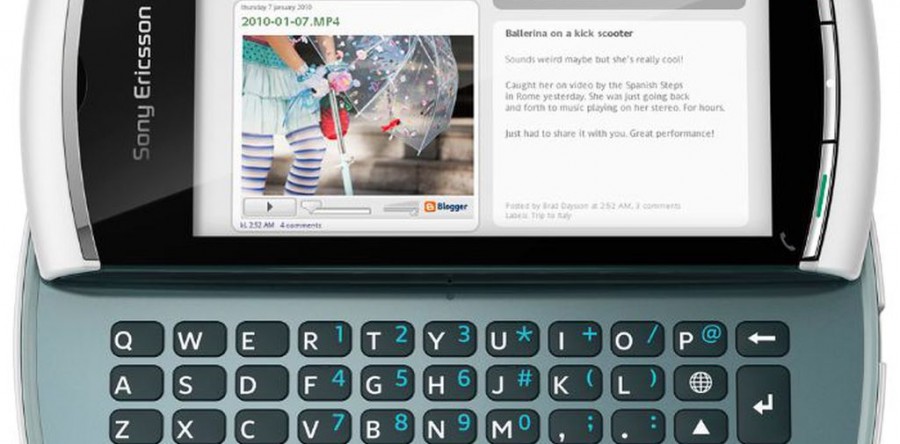 Sony Ericsson
thursday 7 january 2010
2010-01-07.MP4
Blogger
kl. 2:52 AM 4 comments
Ballerina on a kick scooter
Sounds weird maybe but she's really cool!
Caught her on video by the Spanish Steps
in Rome yesterday. She was just going back
and forth to music playing on her stereo. For hours.
Just had to share it with you. Great performance!
Posted by Brad Dayson at 2:52 AM, 3 comments
Labels: Trip to Italy
Q W E R 1 T 2 Y 3 U * I + O / P @
A S D F 4 G 5 H 6 J # K ( L )
Z X C V 7 B 8 N 9 M 0 , ; . :